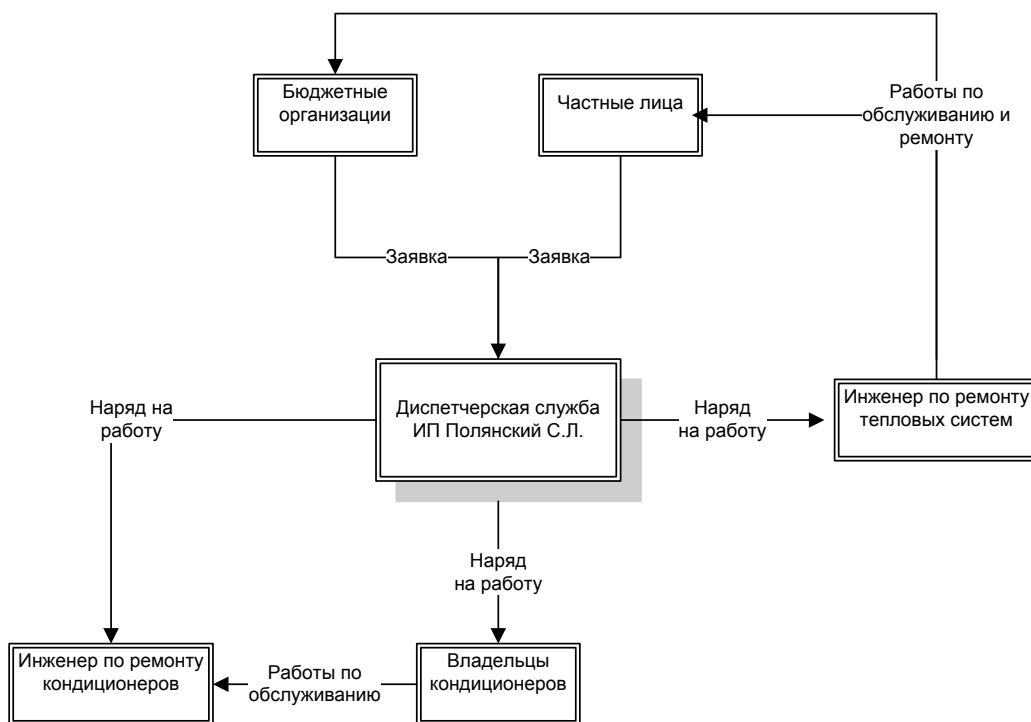 Бюджетные
организации
Частные лица
Работы по
обслуживанию и
ремонту
Заявка
Заявка
Диспетчерская служба
ИП Полянский С.Л.
Наряд на
работу
Наряд
на работу
Инженер по ремонту
тепловых систем
Наряд
на работу
Инженер по ремонту
кондиционеров
Работы по
обслуживанию
Владельцы
кондиционеров